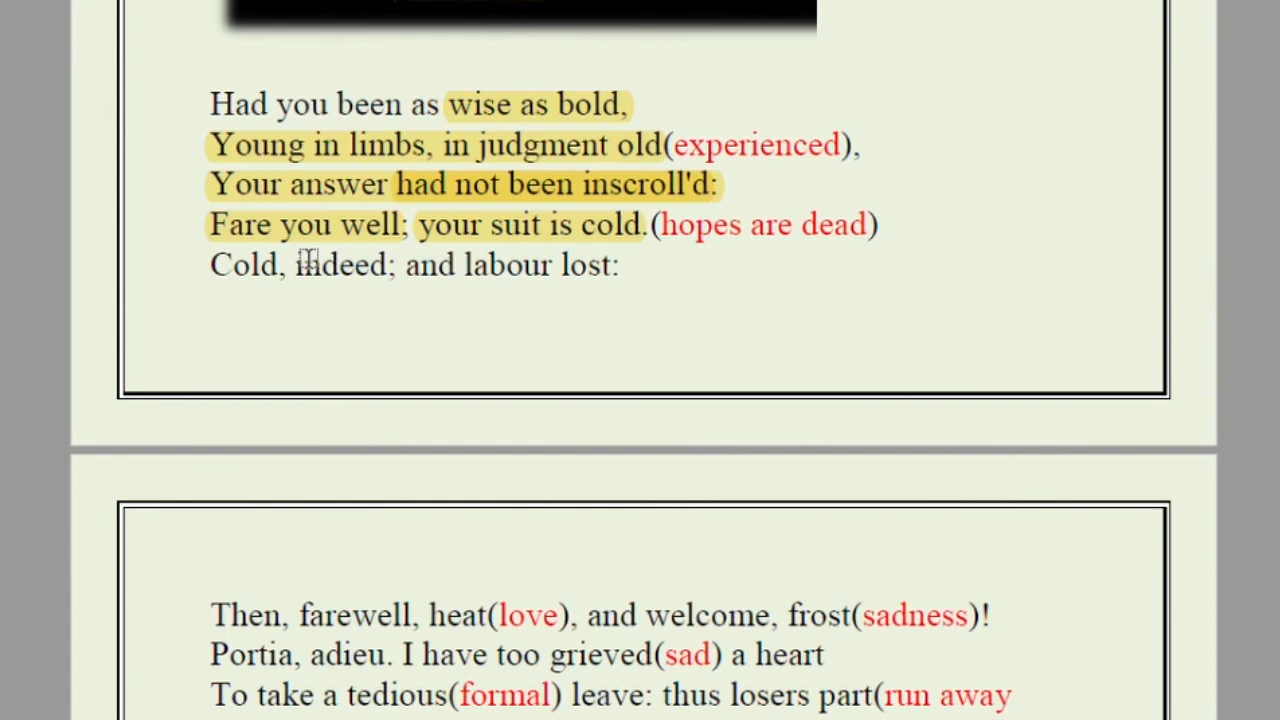 Had you been as wise as bold,
Young in limbs, in judgment old(experienced),
Your answer had not been inscroll'd:
Fare you well; your suit is cold.(hopes are dead)
Cold, indeed; and labour lost:
Then, farewell, heat(love), and welcome, frost(sadness)!
Portia, adieu. I have too grieved(sad) a heart
To take a tedious(formal) leave: thus losers part(run away